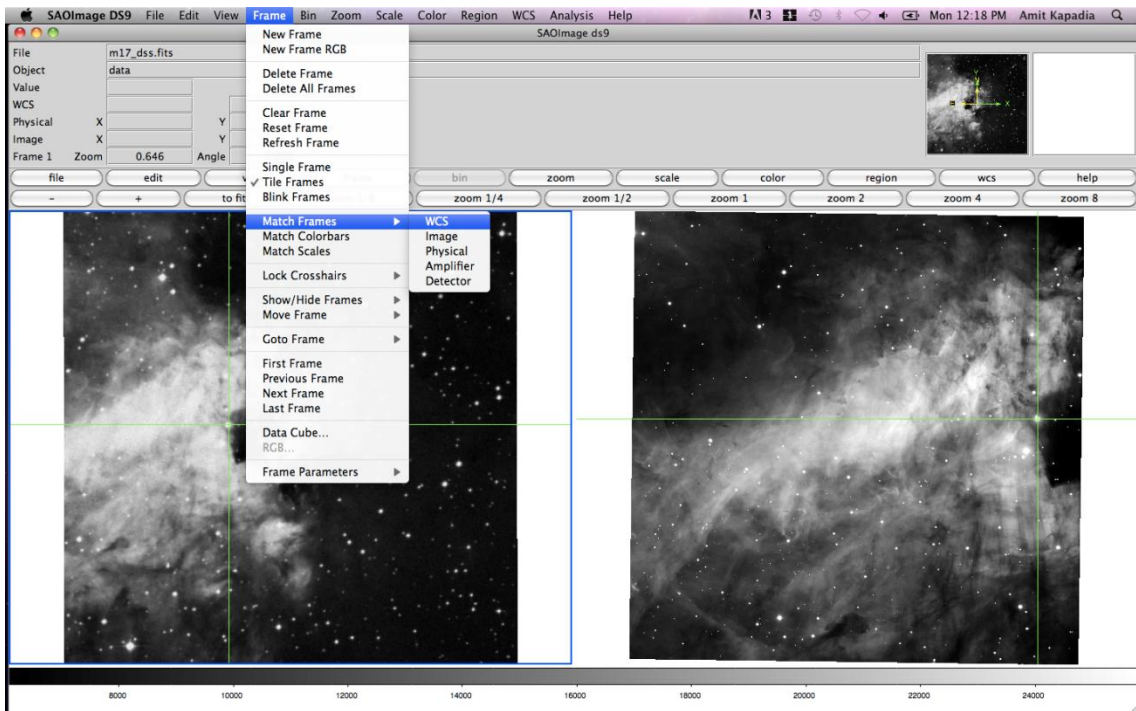 SAOImage DS9 File Edit View Frame Bin Zoom Scale Color Region WCS Analysis Help 3 Mon 12:18 PM Amit Kapadia
SAOImage ds9
File m17_dss.fits
Object data
Value
WCS
Physical X Y
Image X Y
Frame 1 Zoom 0.646 Angle
file edit bin zoom scale color region wcs help
- + to fit zoom 1/4 zoom 1/2 zoom 1 zoom 2 zoom 4 zoom 8
New Frame
New Frame RGB
Delete Frame
Delete All Frames
Clear Frame
Reset Frame
Refresh Frame
Single Frame
✓ Tile Frames
Blink Frames
Match Frames
Match Colorbars
Match Scales
Lock Crosshairs
Show/Hide Frames
Move Frame
Goto Frame
First Frame
Previous Frame
Next Frame
Last Frame
Data Cube...
RGB...
Frame Parameters
WCS
Image
Physical
Amplifier
Detector
Y
X
8000 10000 12000 14000 16000 18000 20000 22000 24000